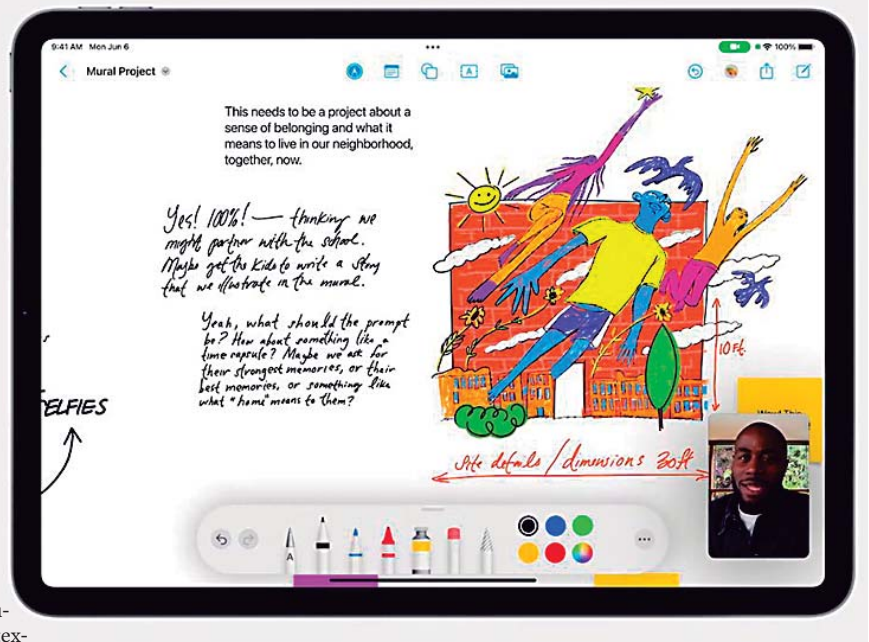 9:41 AM Mon Jun 6
100%
Mural Project
This needs to be a project about a
sense of belonging and what it
means to live in our neighborhood,
together, now.
Yes! 100%! — thinking we
might partner with the school.
Maybe get the kids to write a story
that we illustrate in the mural.
Yeah, what should the prompt
be? How about something like a
time capsule? Maybe we ask for
their strongest memories, or their
best memories, or something like
what "home" means to them?
ELFIES
10 Ft.
Site details / dimensions 30ft
A
A
ex-